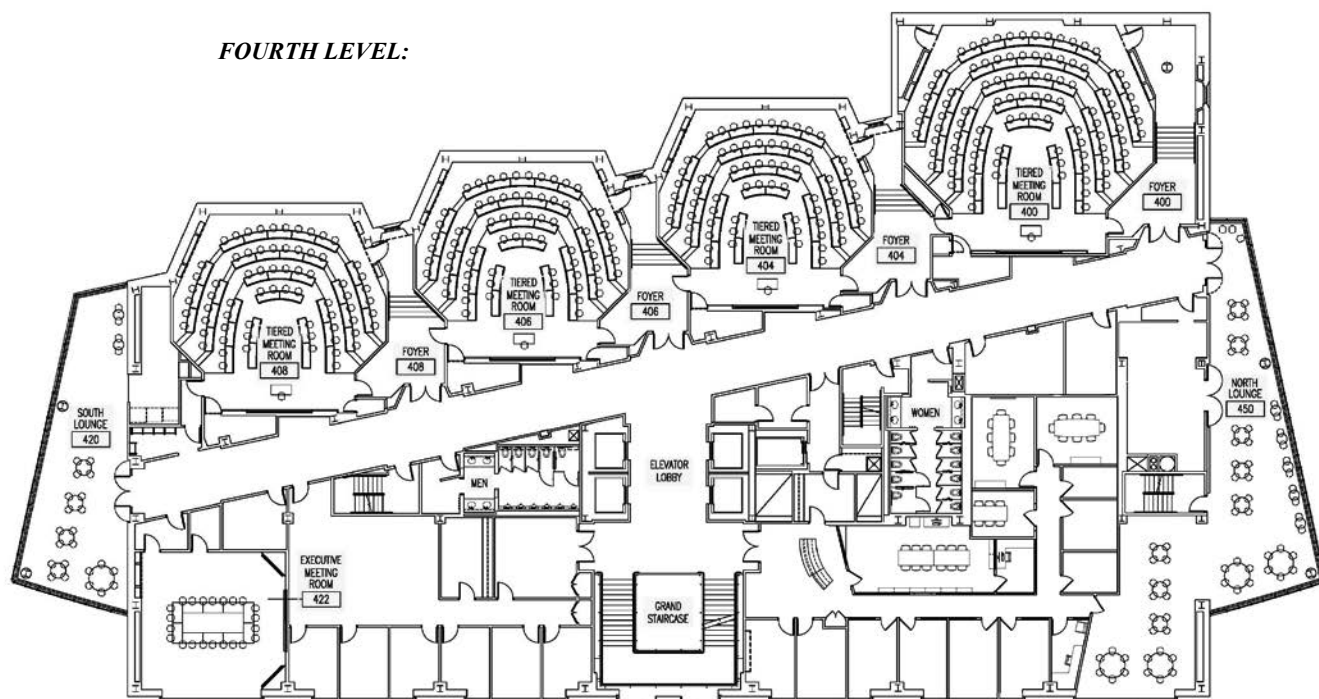 FOURTH LEVEL:
TIERED
MEETING
ROOM
400
FOYER
400
TIERED
MEETING
ROOM
404
FOYER
404
TIERED
MEETING
ROOM
406
FOYER
406
TIERED
MEETING
ROOM
408
FOYER
408
SOUTH
LOUNGE
420
NORTH
LOUNGE
450
WOMEN
MEN
ELEVATOR
LOBBY
EXECUTIVE
MEETING
ROOM
422
GRAND
STAIRCASE